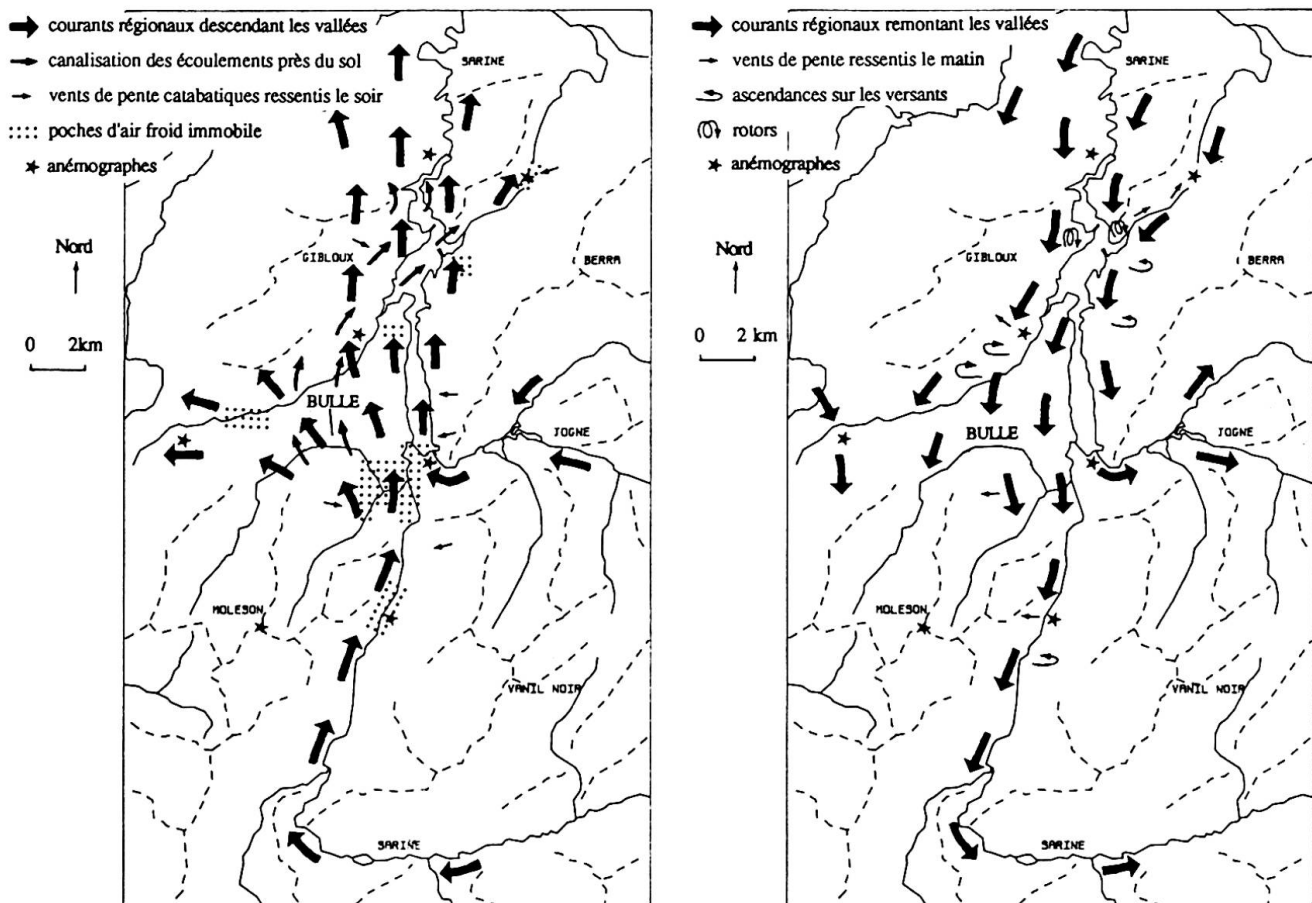 courants régionaux descendant les vallées
canalisation des écoulements près du sol
vents de pente catabatiques ressentis le soir
poches d'air froid immobile
anémographes
Nord
0 2km
SARINE
GIBLOUX
BERRA
BULLE
JOGNE
MOLESON
VANIL NOIR
SARINE
courants régionaux remontant les vallées
vents de pente ressentis le matin
ascendances sur les versants
rotors
anémographes
Nord
0 2km
SARINE
GIBLOUX
BERRA
BULLE
JOGNE
MOLESON
VANIL NOIR
SARINE